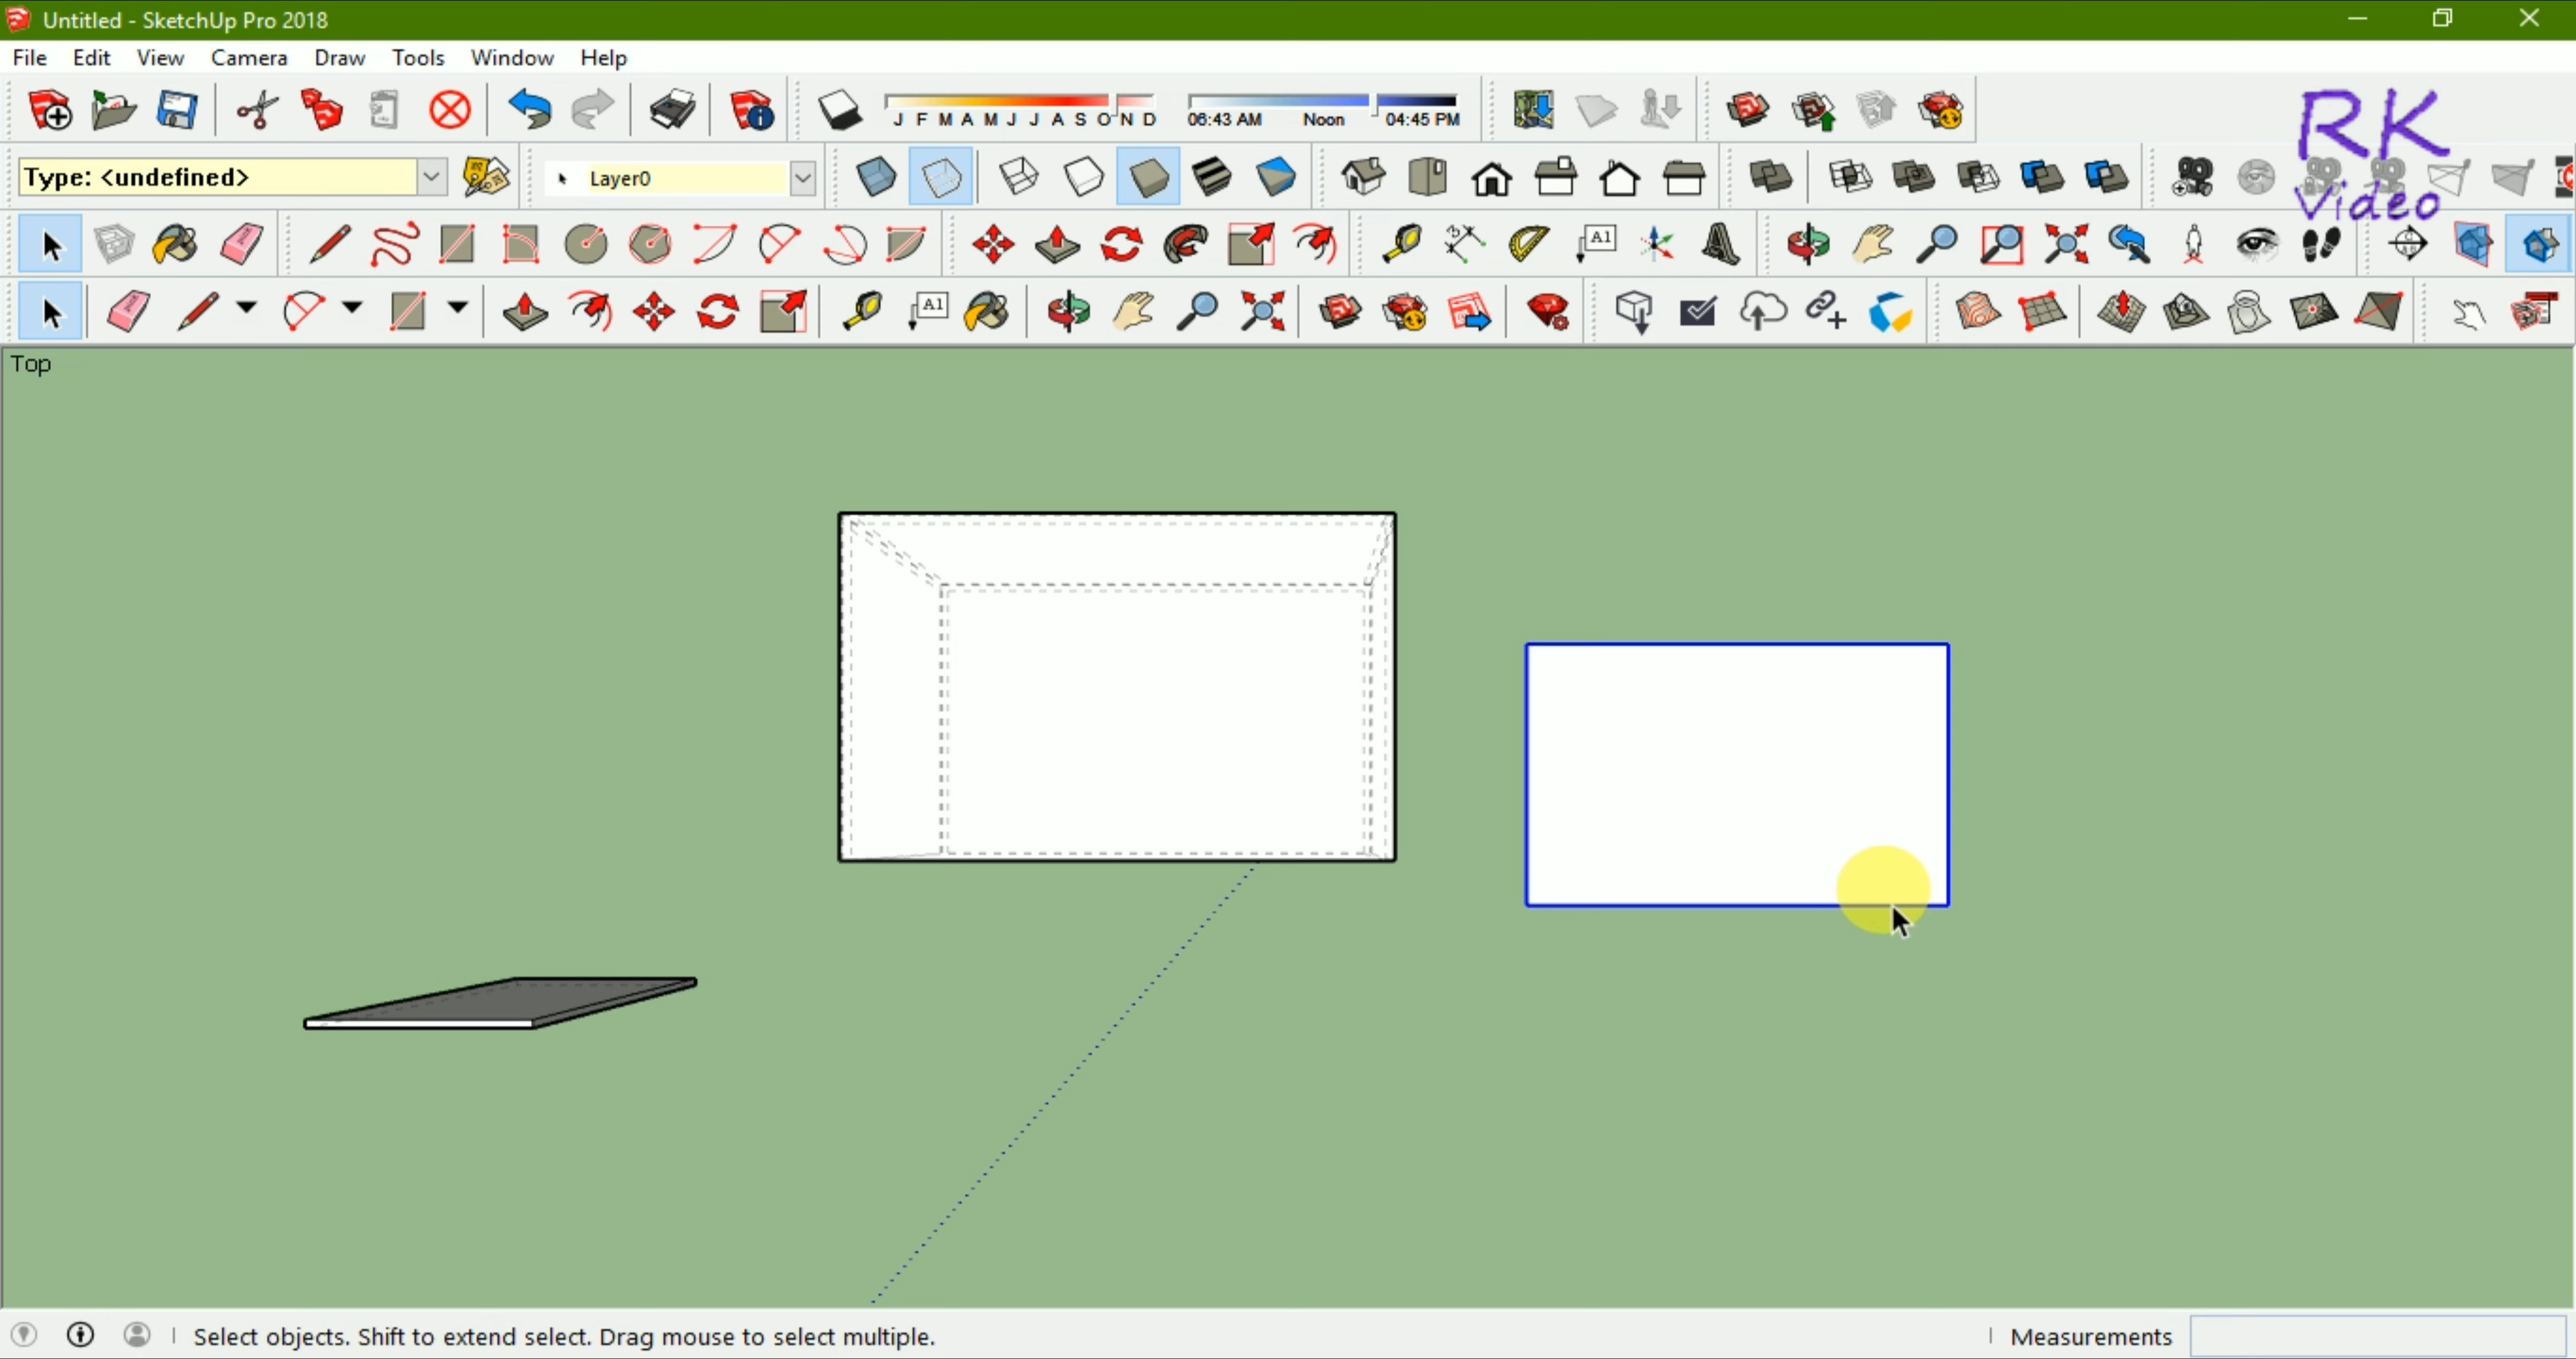 Untitled - SketchUp Pro 2018
File Edit View Camera Draw Tools Window Help
J F M A M J J A S O N D 06:43 AM Noon 04:45 PM
RK
Video
Type: <undefined> Layer0
A1
A1
Top
Select objects. Shift to extend select. Drag mouse to select multiple. Measurements